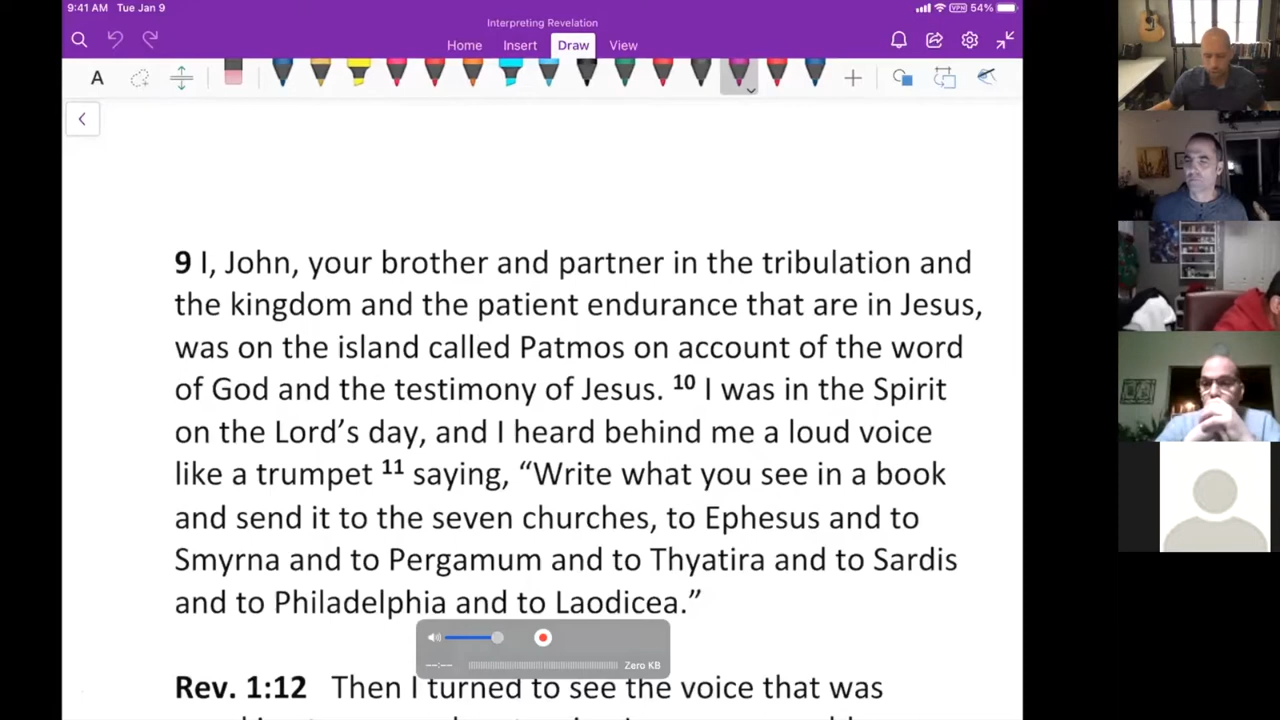 9:41 AM Tue Jan 9
VPN 54%
Interpreting Revelation
Home Insert Draw View
A
9 I, John, your brother and partner in the tribulation and
the kingdom and the patient endurance that are in Jesus,
was on the island called Patmos on account of the word
of God and the testimony of Jesus. 10 I was in the Spirit
on the Lord’s day, and I heard behind me a loud voice
like a trumpet 11 saying, “Write what you see in a book
and send it to the seven churches, to Ephesus and to
Smyrna and to Pergamum and to Thyatira and to Sardis
and to Philadelphia and to Laodicea.”
--:-- Zero KB
Rev. 1:12 Then I turned to see the voice that was